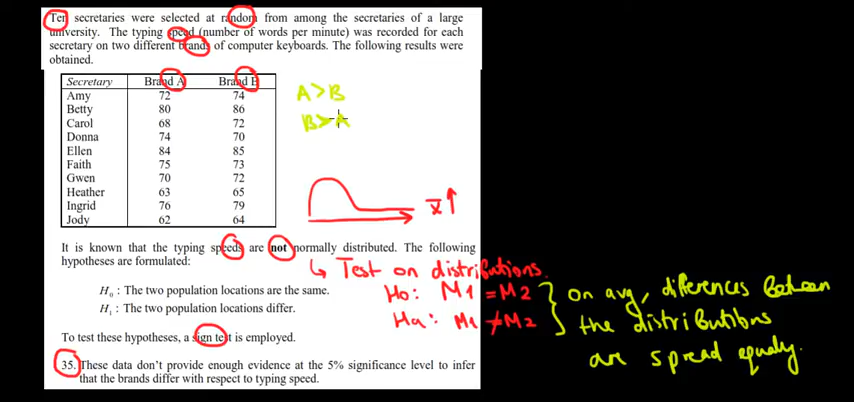 Ten secretaries were selected at random from among the secretaries of a large
university. The typing speed (number of words per minute) was recorded for each
secretary on two different brands of computer keyboards. The following results were
obtained.
Secretary Brand A Brand B
Amy 72 74
Betty 80 86
Carol 68 72
Donna 74 70
Ellen 84 85
Faith 75 73
Gwen 70 72
Heather 63 65
Ingrid 76 79
Jody 62 64
A > B
B > A
x̄ ↑
It is known that the typing speeds are not normally distributed. The following
hypotheses are formulated:
↳ Test on distributions.
H₀ : The two population locations are the same.
H₁ : The two population locations differ.
Ho: M1 = M2
Ha: M1 ≠ M2
on avg, differences between
the distributions
are spread equally.
To test these hypotheses, a sign test is employed.
35. These data don't provide enough evidence at the 5% significance level to infer
that the brands differ with respect to typing speed.